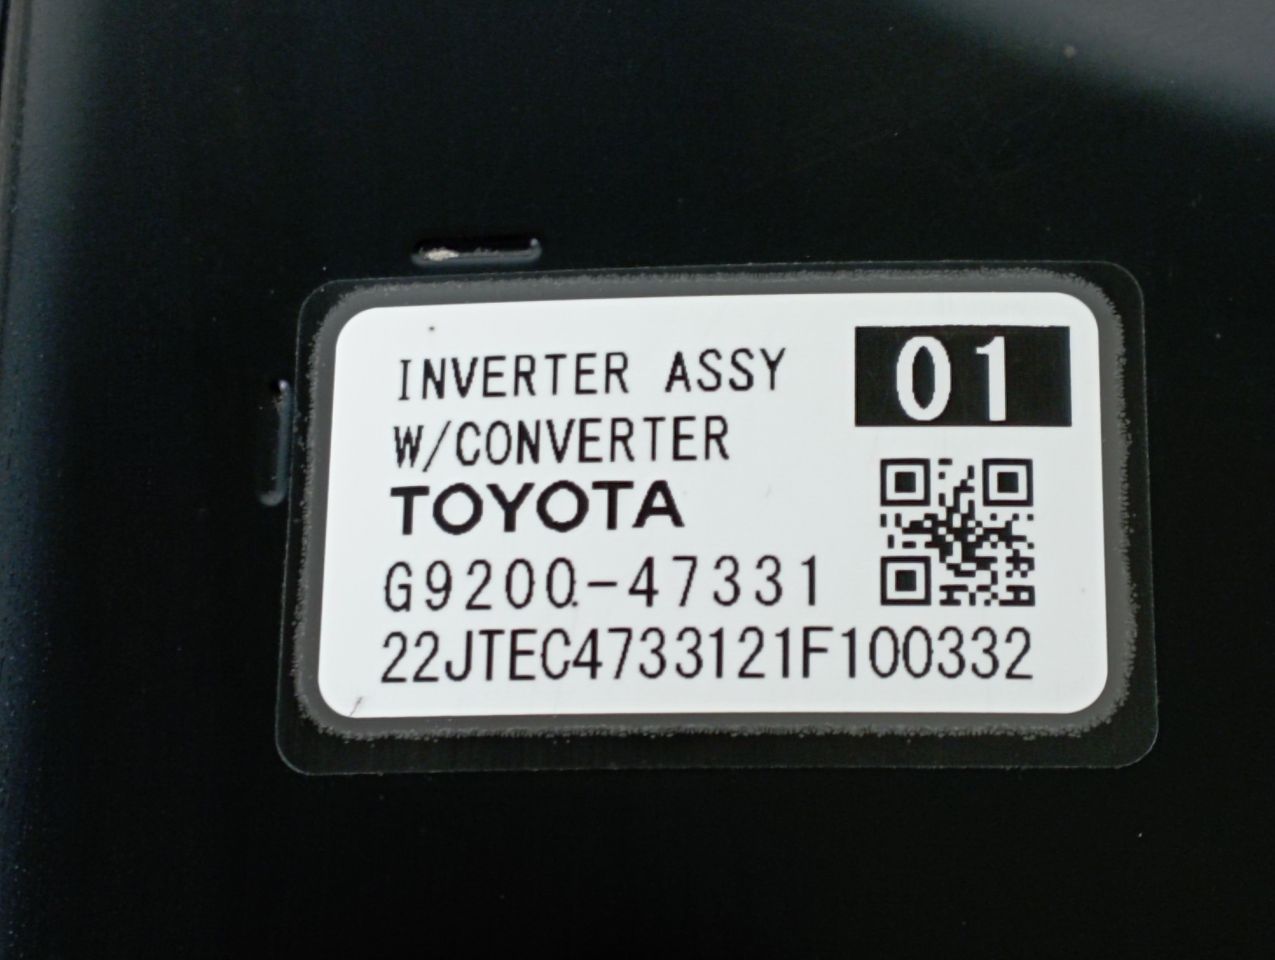 INVERTER ASSY
01
W/CONVERTER
TOYOTA
G9200-47331
22JTEC4733121F100332